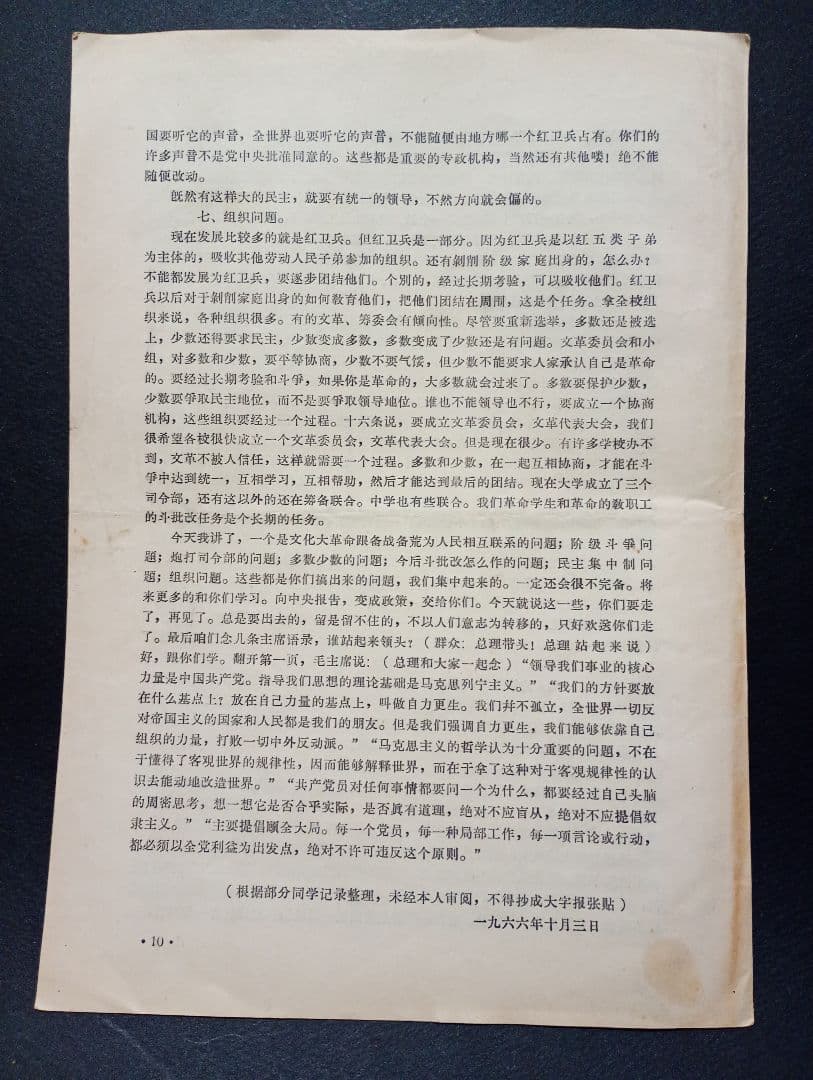 国要听它的声音，全世界也要听它的声音，不能随便由地方哪一个红卫兵占有。你们的
许多声音不是党中央批准同意的。这些都是重要的专政机构，当然还有其他喽！绝不能
随便改动。
既然有这样大的民主，就要有统一的领导，不然方向就会偏的。
七、组织问题。
现在发展比较多的就是红卫兵。但红卫兵是一部分。因为红卫兵是以红五类子弟
为主体的，吸收其他劳动人民子弟参加的组织。还有剥削阶级家庭出身的，怎么办？
不能都发展为红卫兵，要逐步团结他们。个别的，经过长期考验，可以吸收他们。红卫
兵以后对于剥削家庭出身的如何教育他们，把他们团结在周围，这是个任务。拿全校组
织来说，各种组织很多。有的文革、筹委会有倾向性。尽管要重新选举，多数还是被选
上，少数还得要求民主，少数变成多数，多数变成了少数还是有问题。文革委员会和小
组，对多数和少数，要平等协商，少数不要气馁，但少数不能要求人家承认自己是革命
的。要经过长期考验和斗爭，如果你是革命的，大多数就会过来了。多数要保护少数，
少数要爭取民主地位，而不是要爭取领导地位。谁也不能领导也不行，要成立一个协商
机构，这些组织要经过一个过程。十六条说，要成立文革委员会，文革代表大会，我们
很希望各校很快成立一个文革委员会，文革代表大会。但是现在很少。有许多学校办不
到，文革不被人信任，这样就需要一个过程。多数和少数，在一起互相协商，才能在斗
爭中达到统一，互相学习，互相帮助，然后才能达到最后的团结。现在大学成立了三个
司令部，还有这以外的还在筹备联合。中学也有些联合。我们革命学生和革命的教职工
的斗批改任务是个长期的任务。
今天我讲了，一个是文化大革命跟备战备荒为人民相互联系的问题；阶级斗爭问
题；炮打司令部的问题；多数少数的问题；今后斗批改怎么作的问题；民主集中制问
题；组织问题。这些都是你们搞出来的问题，我们集中起来的。一定还会很不完备。将
来更多的和你们学习。向中央报告，变成政策，交给你们。今天就说这一些，你们要走
了，再见了。总是要出去的，留是留不住的，不以人们意志为转移的，只好欢送你们走
了。最后咱们念几条主席语录，谁站起来领头？（群众：总理带头！总理站起来说）
好，跟你们学。翻开第一页，毛主席说：（总理和大家一起念）“领导我们事业的核心
力量是中国共产党。指导我们思想的理论基础是马克思列宁主义。”“我们的方针要放
在什么基点上？放在自己力量的基点上，叫做自力更生。我们幷不孤立，全世界一切反
对帝国主义的国家和人民都是我们的朋友。但是我们强调自力更生，我们能够依靠自己
组织的力量，打败一切中外反动派。”“马克思主义的哲学认为十分重要的问题，不在
于懂得了客观世界的规律性，因而能够解释世界，而在于拿了这种对于客观规律性的认
识去能动地改造世界。”“共产党员对任何事情都要问一个为什么，都要经过自己头脑
的周密思考，想一想它是否合乎实际，是否眞有道理，绝对不应盲从，绝对不应提倡奴
隶主义。”“主要提倡顾全大局。每一个党员，每一种局部工作，每一项言论或行动，
都必须以全党利益为出发点，绝对不许可违反这个原则。”
（根据部分同学记录整理，未经本人审阅，不得抄成大字报张贴）
一九六六年十月三日
·10·